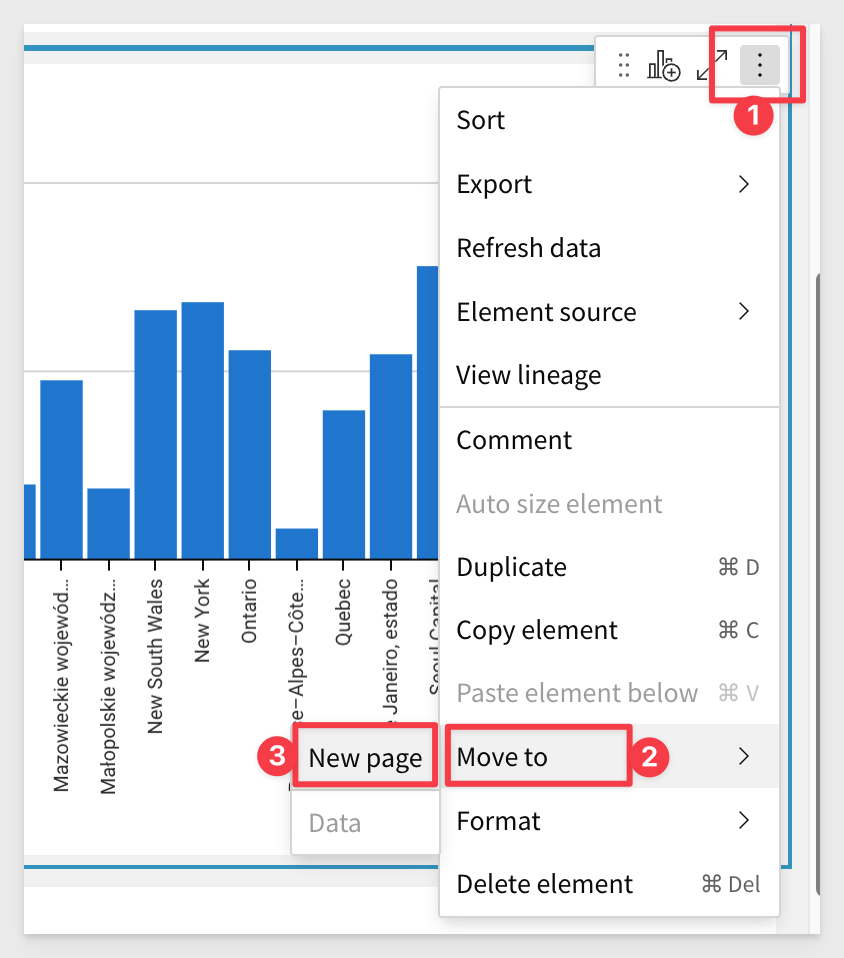 1
Sort
Export
Refresh data
Element source
View lineage
Comment
Auto size element
Duplicate ⌘ D
Copy element ⌘ C
Paste element below ⌘ V
Move to
2
Format
Delete element ⌘ Del
3
New page
Data
Mazowieckie wojewód...
Małopolskie wojewódz...
New South Wales
New York
Ontario
e-Alpes-Côte...
Quebec
Janeiro, estado
Seoul Capital